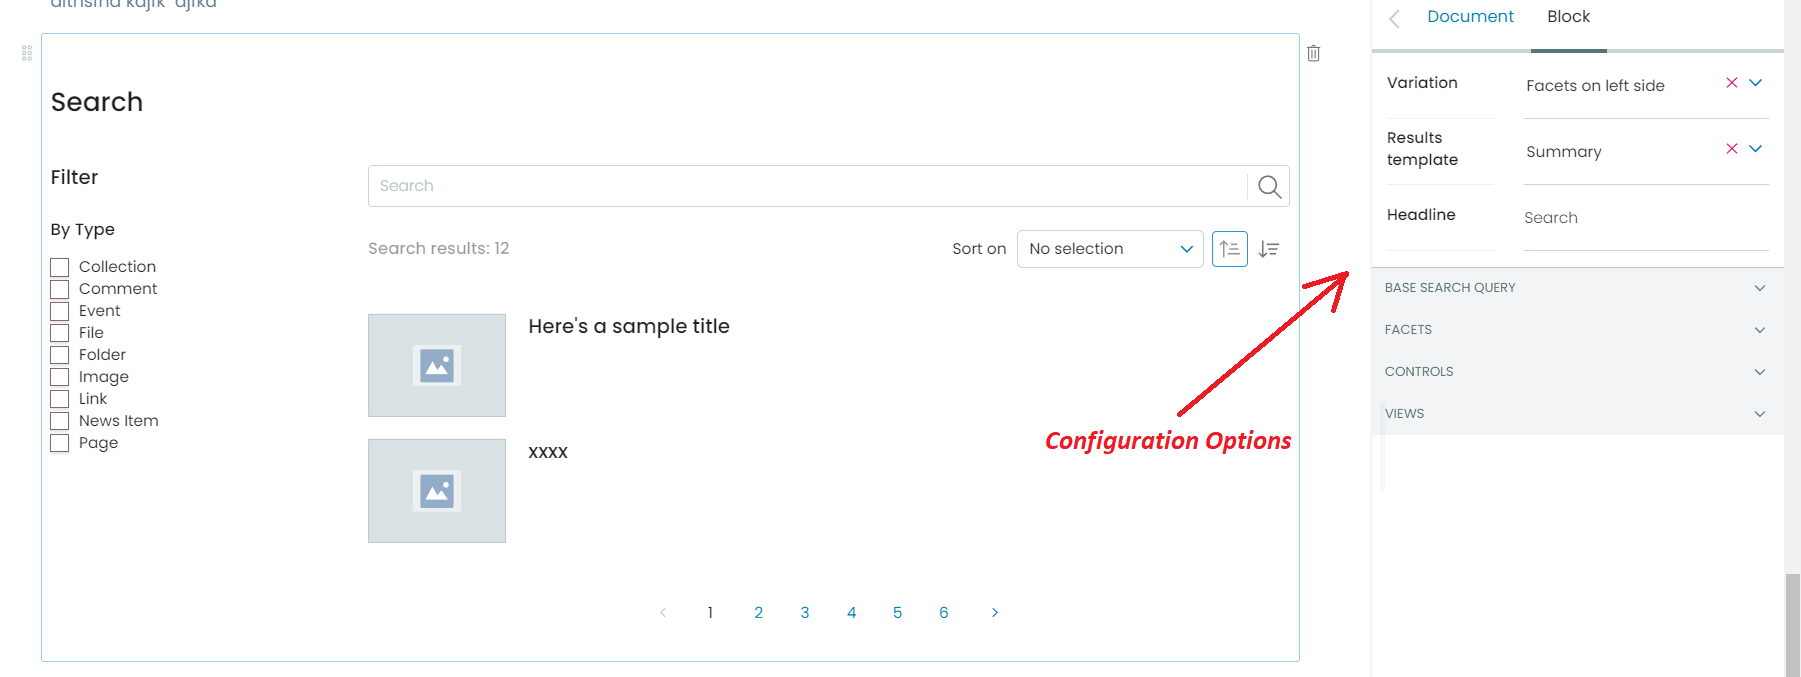 Search
Filter
By Type
Collection
Comment
Event
File
Folder
Image
Link
News Item
Page
Search
Search results: 12
Sort on
No selection
Here's a sample title
xxxx
1 2 3 4 5 6
Configuration Options
Document Block
Variation
Facets on left side
Results
template
Summary
Headline
Search
BASE SEARCH QUERY
FACETS
CONTROLS
VIEWS